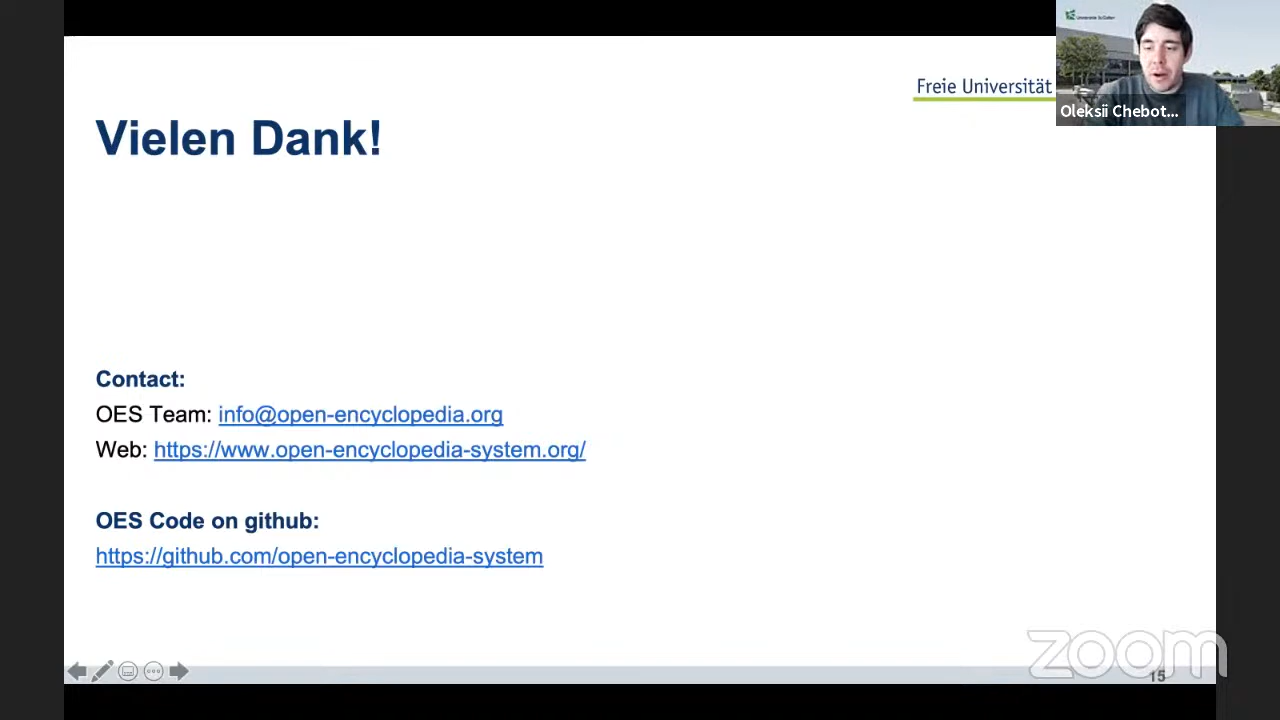 Freie Universität
Oleksii Chebot...
Vielen Dank!
Contact:
OES Team: info@open-encyclopedia.org
Web: https://www.open-encyclopedia-system.org/
OES Code on github:
https://github.com/open-encyclopedia-system
zoom
15